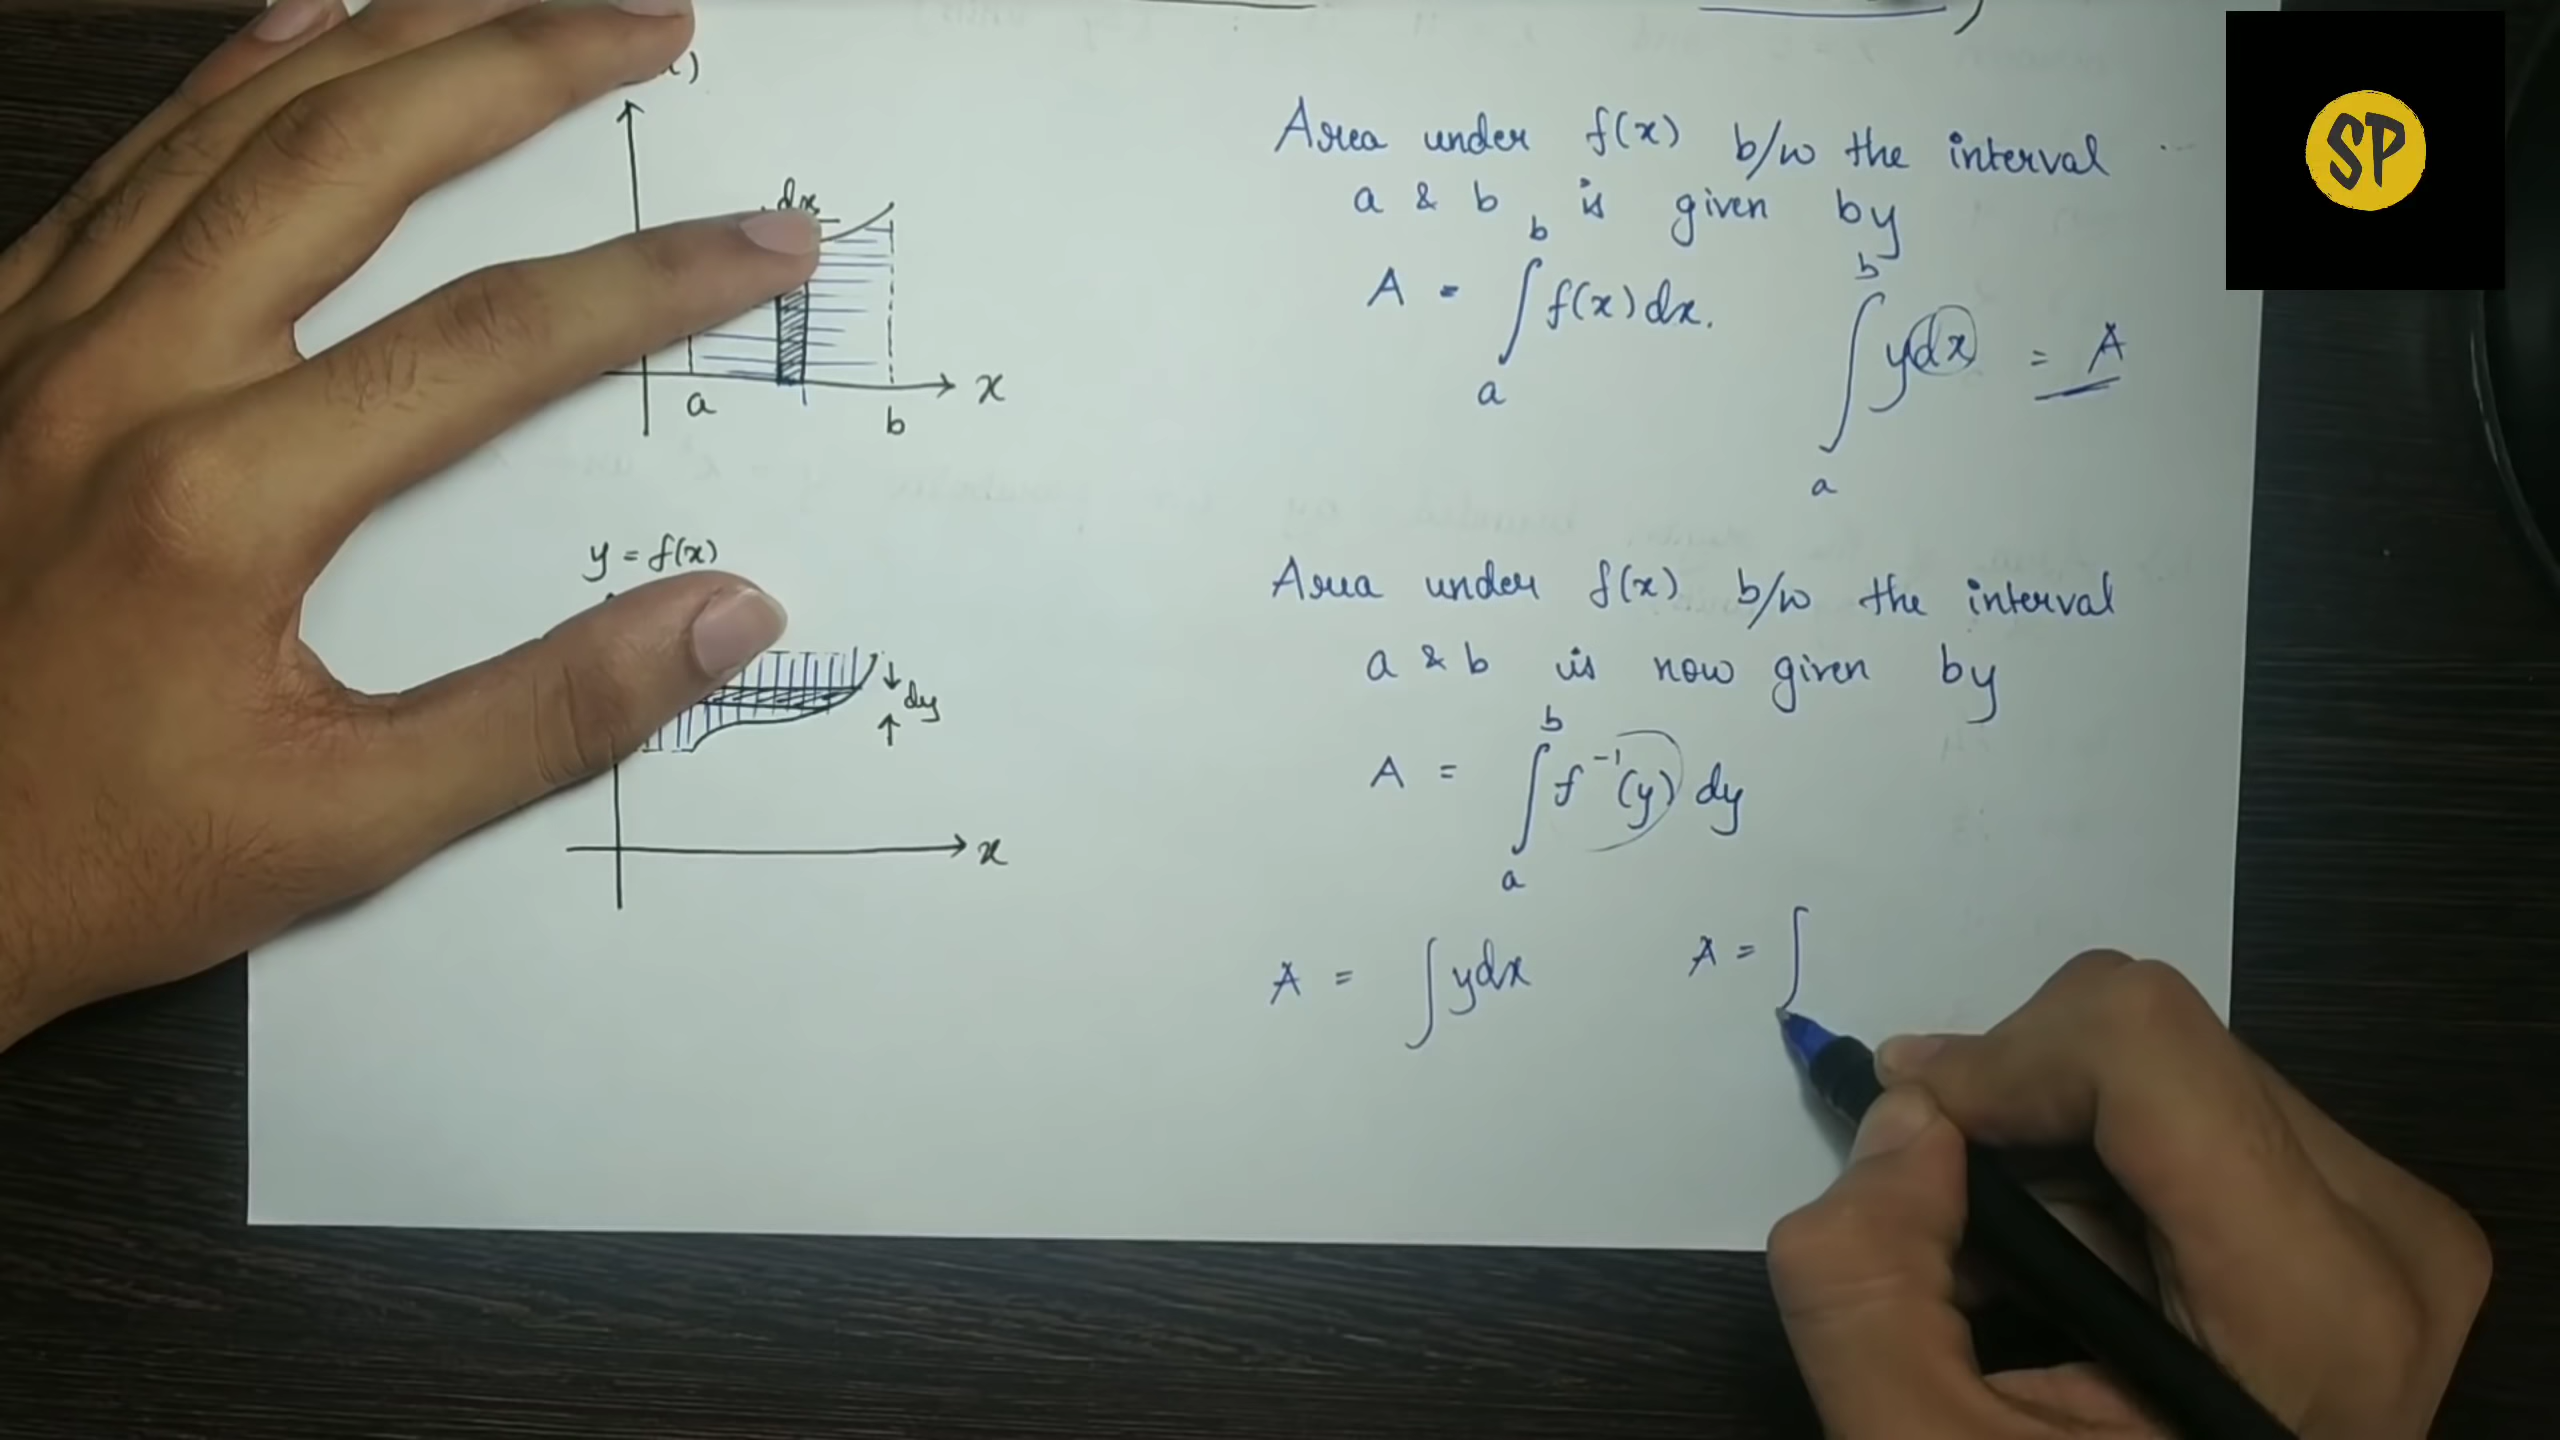 x)
dx
x
a
b
y = f(x)
dy
x
Area under f(x) b/w the interval
a & b is given by
A = ∫ₐᵇ f(x)dx.
∫ₐᵇ ydx = A
Area under f(x) b/w the interval
a & b is now given by
A = ∫ₐᵇ f⁻¹(y) dy
A = ∫ ydx
A = ∫
SP